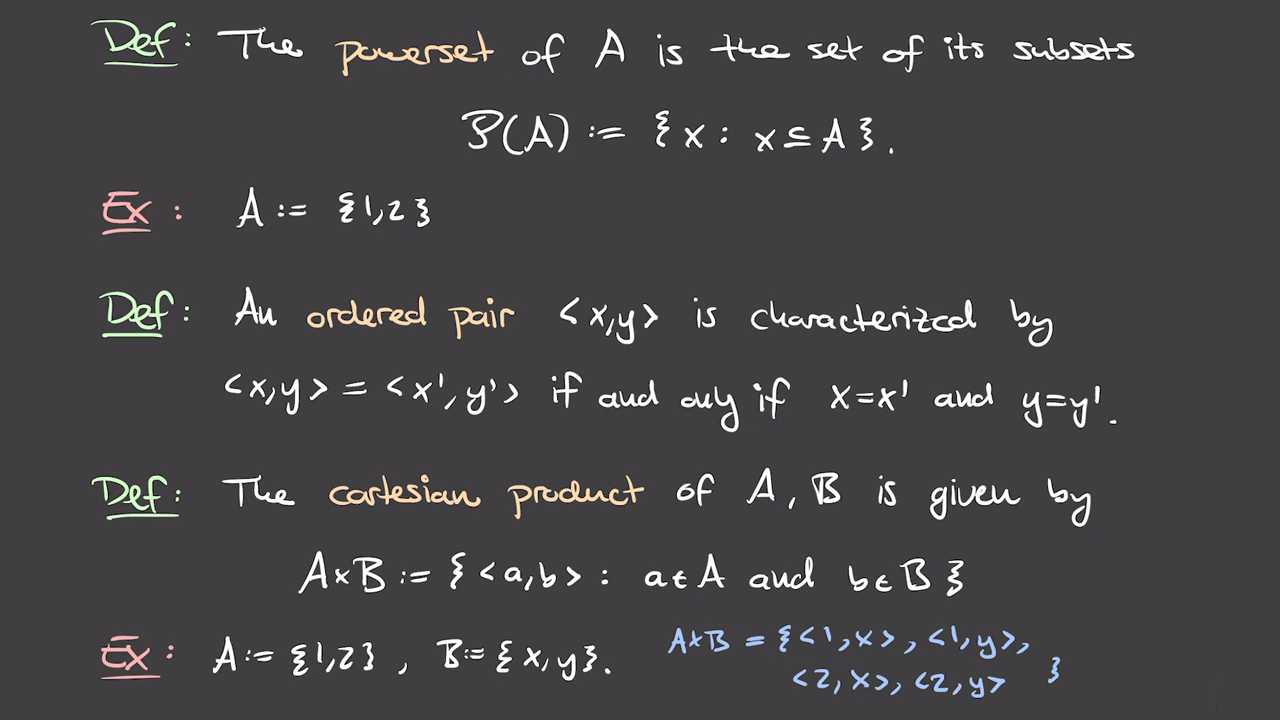 Def: The powerset of A is the set of its subsets
P(A) := {x : x ⊆ A}.
Ex: A := {1,2}
Def: An ordered pair <x,y> is characterized by
<x,y> = <x',y'> if and only if x=x' and y=y'.
Def: The cartesian product of A, B is given by
A×B := {<a,b> : a∈A and b∈B}
Ex: A := {1,2}, B := {x,y}. A×B = {<1,x>, <1,y>,
<2,x>, <2,y> }